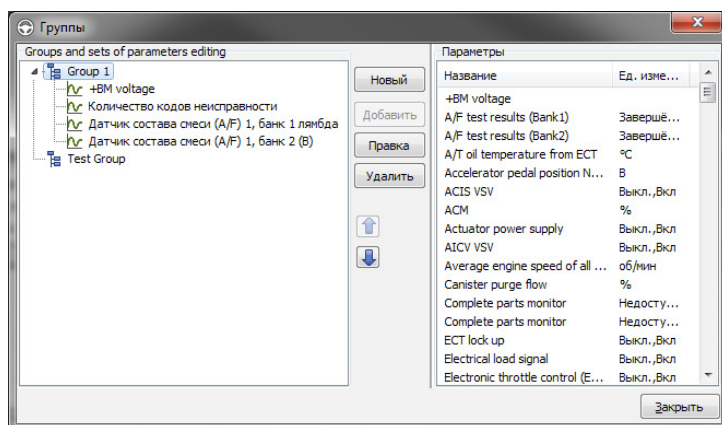 Группы
Groups and sets of parameters editing
Group 1
+BM voltage
Количество кодов неисправности
Датчик состава смеси (A/F) 1, банк 1 лямбда
Датчик состава смеси (A/F) 1, банк 2 (В)
Test Group
Новый
Добавить
Правка
Удалить
Параметры
Название Ед. изме...
+BM voltage
A/F test results (Bank1) Завершё...
A/F test results (Bank2) Завершё...
A/T oil temperature from ECT °C
Accelerator pedal position N... В
ACIS VSV Выкл.,Вкл
ACM %
Actuator power supply Выкл.,Вкл
AICV VSV Выкл.,Вкл
Average engine speed of all ... об/мин
Canister purge flow %
Complete parts monitor Недосту...
Complete parts monitor Недосту...
ECT lock up Выкл.,Вкл
Electrical load signal Выкл.,Вкл
Electronic throttle control (E... Выкл.,Вкл
Закрыть